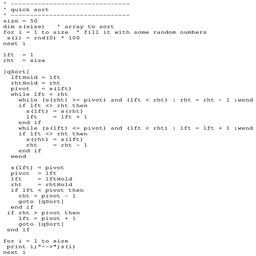 ' -------------------------------
' quick sort
' -------------------------------
size = 50
dim s(size)   ' array to sort
for i = 1 to size  ' fill it with some random numbers
 s(i) = rnd(0) * 100
next i

lft  = 1
rht  = size

[qSort]
  lftHold = lft
  rhtHold = rht
  pivot   = s(lft)
  while lft < rht
    while (s(rht) >= pivot) and (lft < rht) : rht = rht - 1 :wend
    if lft <> rht then
      s(lft) = s(rht)
      lft    = lft + 1
    end if
    while (s(lft) <= pivot) and (lft < rht) : lft = lft + 1 :wend
    if lft <> rht then
      s(rht) = s(lft)
      rht    = rht - 1
    end if
  wend

  s(lft) = pivot
  pivot  = lft
  lft    = lftHold
  rht    = rhtHold
  if lft < pivot then
    rht = pivot - 1
    goto [qSort]
  end if
 if rht > pivot then
    lft = pivot + 1
    goto [qSort]
 end if

for i = 1 to size
 print i;"-->";s(i)
next i